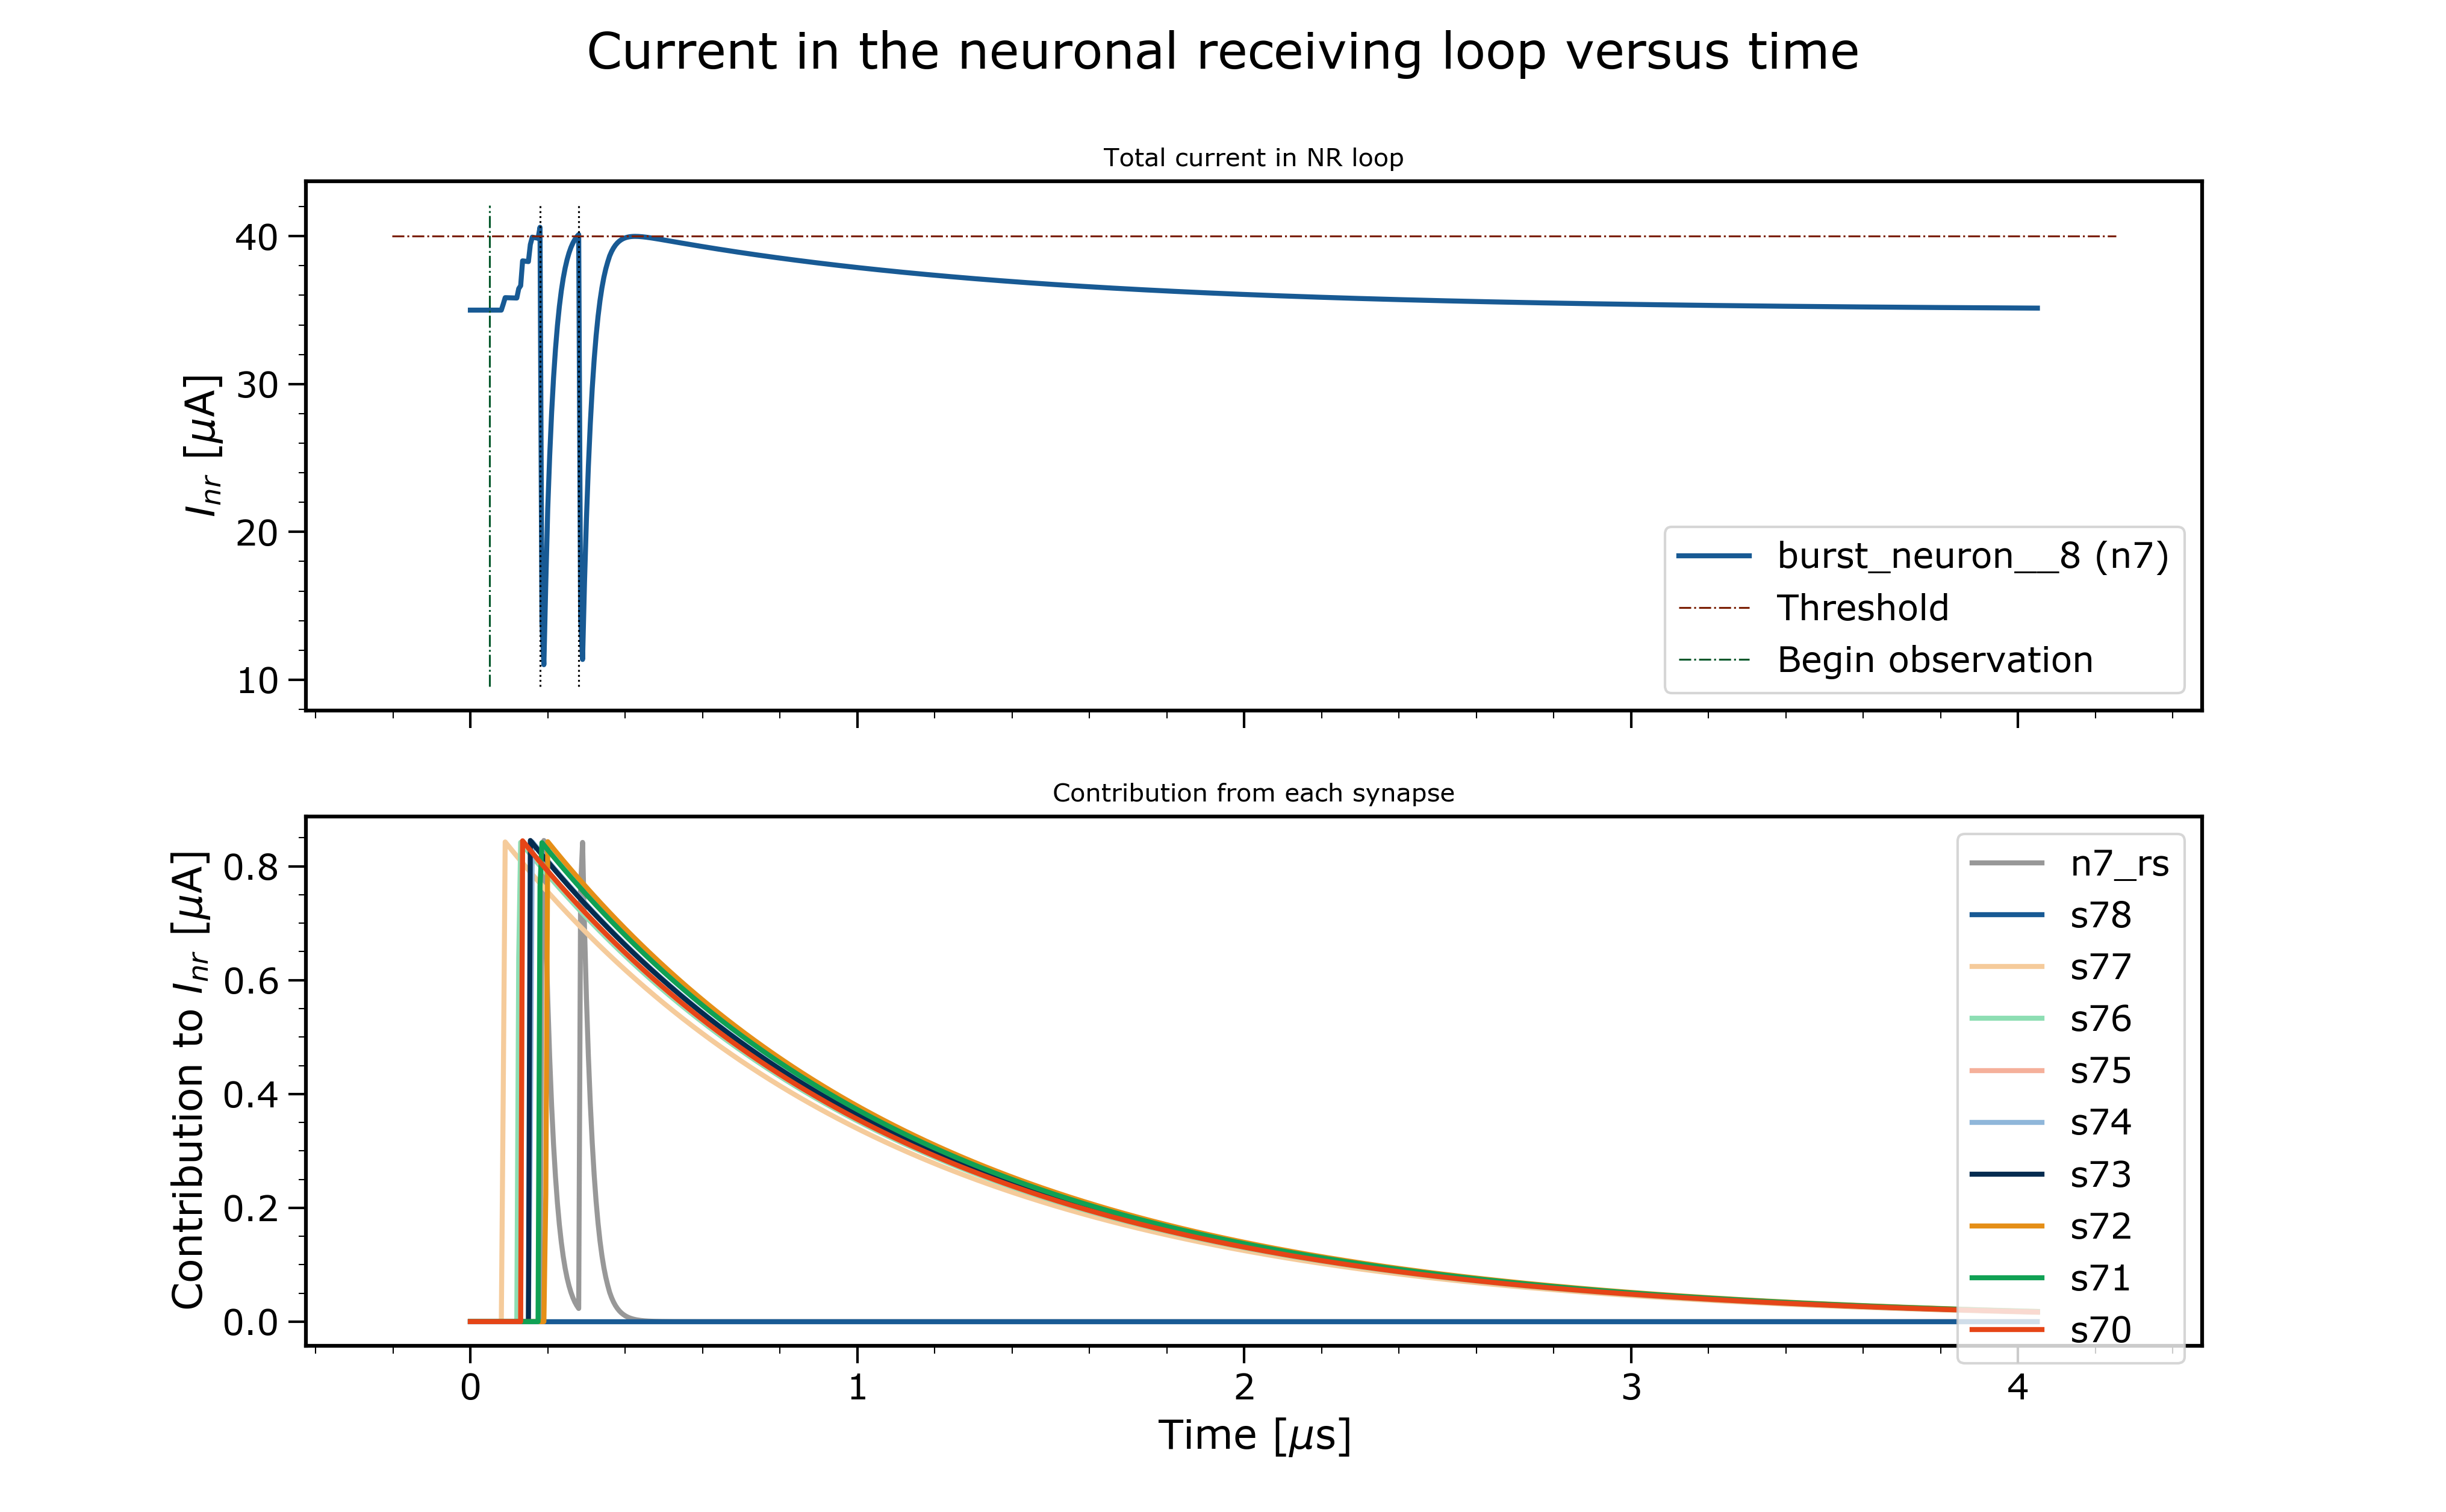 Current in the neuronal receiving loop versus time
Total current in NR loop
40
30
20
10
I_nr [μA]
burst_neuron__8 (n7)
Threshold
Begin observation
Contribution from each synapse
0.8
0.6
0.4
0.2
0.0
Contribution to I_nr [μA]
n7_rs
s78
s77
s76
s75
s74
s73
s72
s71
s70
0 1 2 3 4
Time [μs]